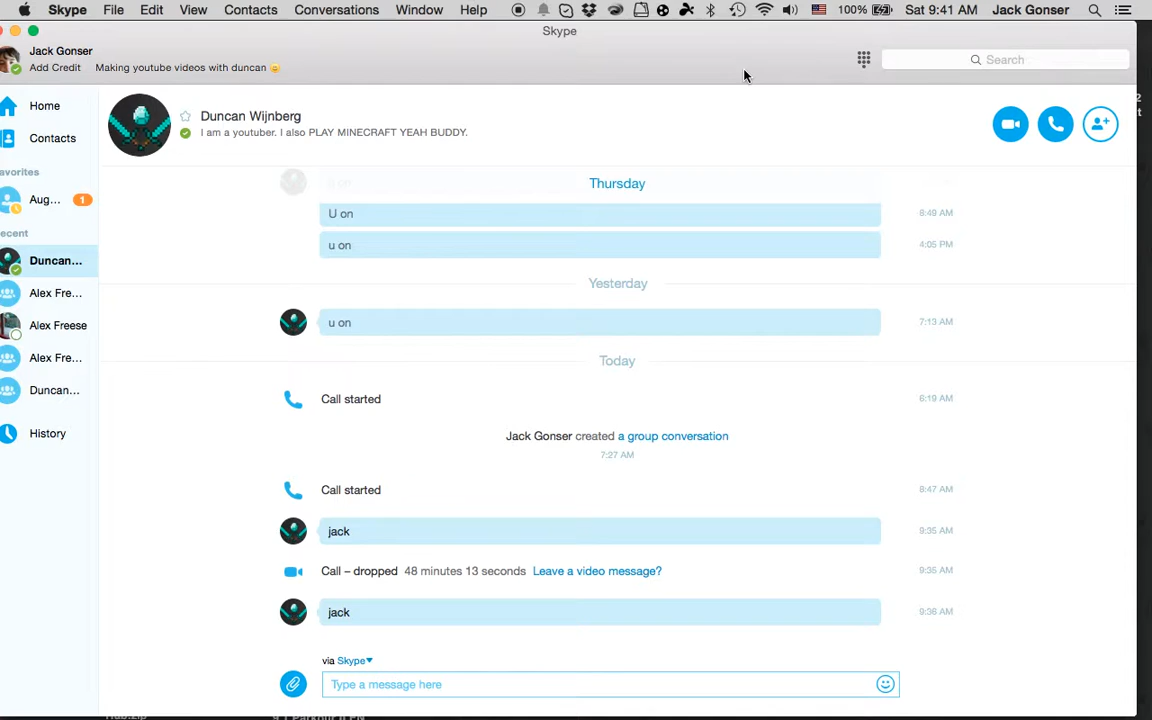 Skype File Edit View Contacts Conversations Window Help 100% Sat 9:41 AM Jack Gonser
Skype
Jack Gonser
Add Credit Making youtube videos with duncan
Search
Home
Contacts
avorites
Aug... 1
ecent
Duncan...
Alex Fre...
Alex Freese
Alex Fre...
Duncan...
History
Duncan Wijnberg
I am a youtuber. I also PLAY MINECRAFT YEAH BUDDY.
Thursday
U on 6:49 AM
u on 4:05 PM
Yesterday
u on 7:13 AM
Today
Call started 6:19 AM
Jack Gonser created a group conversation
7:27 AM
Call started 8:47 AM
jack 9:35 AM
Call – dropped 48 minutes 13 seconds Leave a video message? 9:35 AM
jack 9:36 AM
via Skype
Type a message here